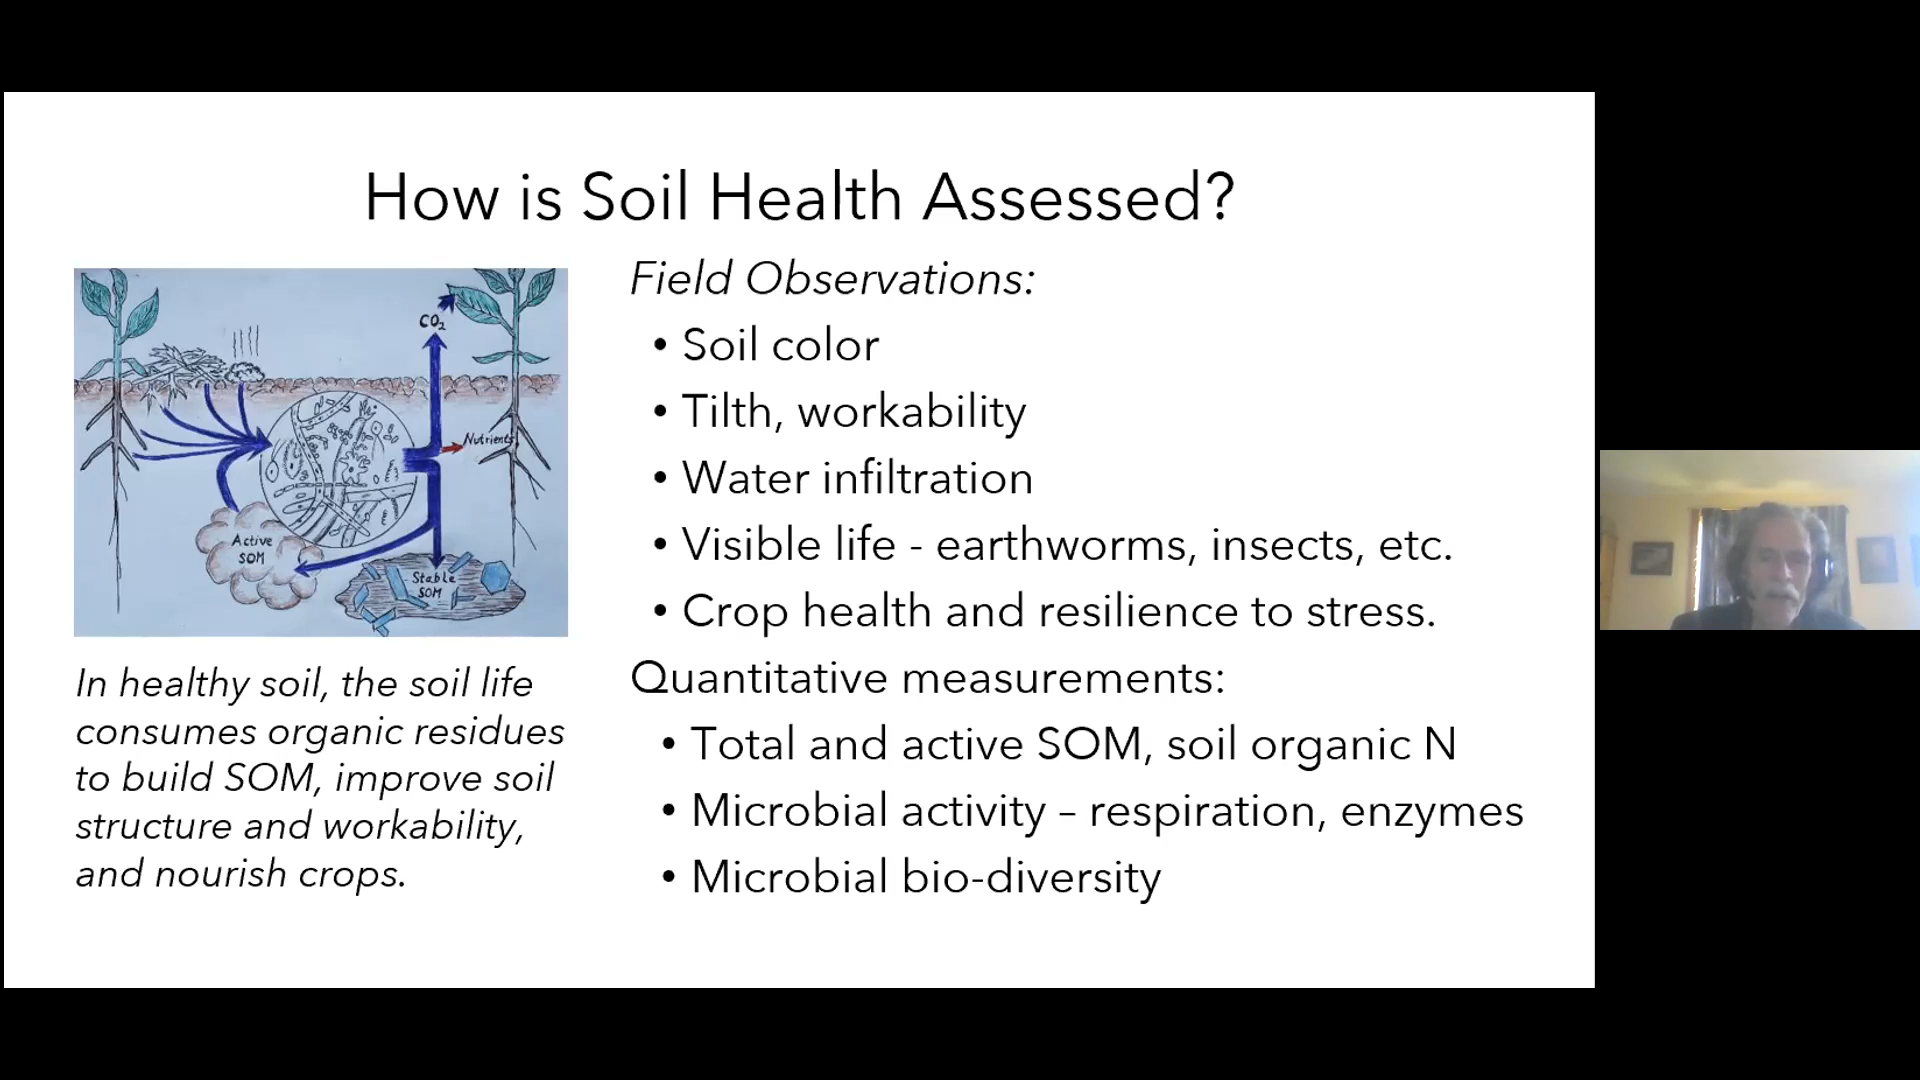 How is Soil Health Assessed?
CO₂
Nutrients
Active
SOM
Stable
SOM
In healthy soil, the soil life
consumes organic residues
to build SOM, improve soil
structure and workability,
and nourish crops.
Field Observations:
• Soil color
• Tilth, workability
• Water infiltration
• Visible life - earthworms, insects, etc.
• Crop health and resilience to stress.
Quantitative measurements:
• Total and active SOM, soil organic N
• Microbial activity – respiration, enzymes
• Microbial bio-diversity